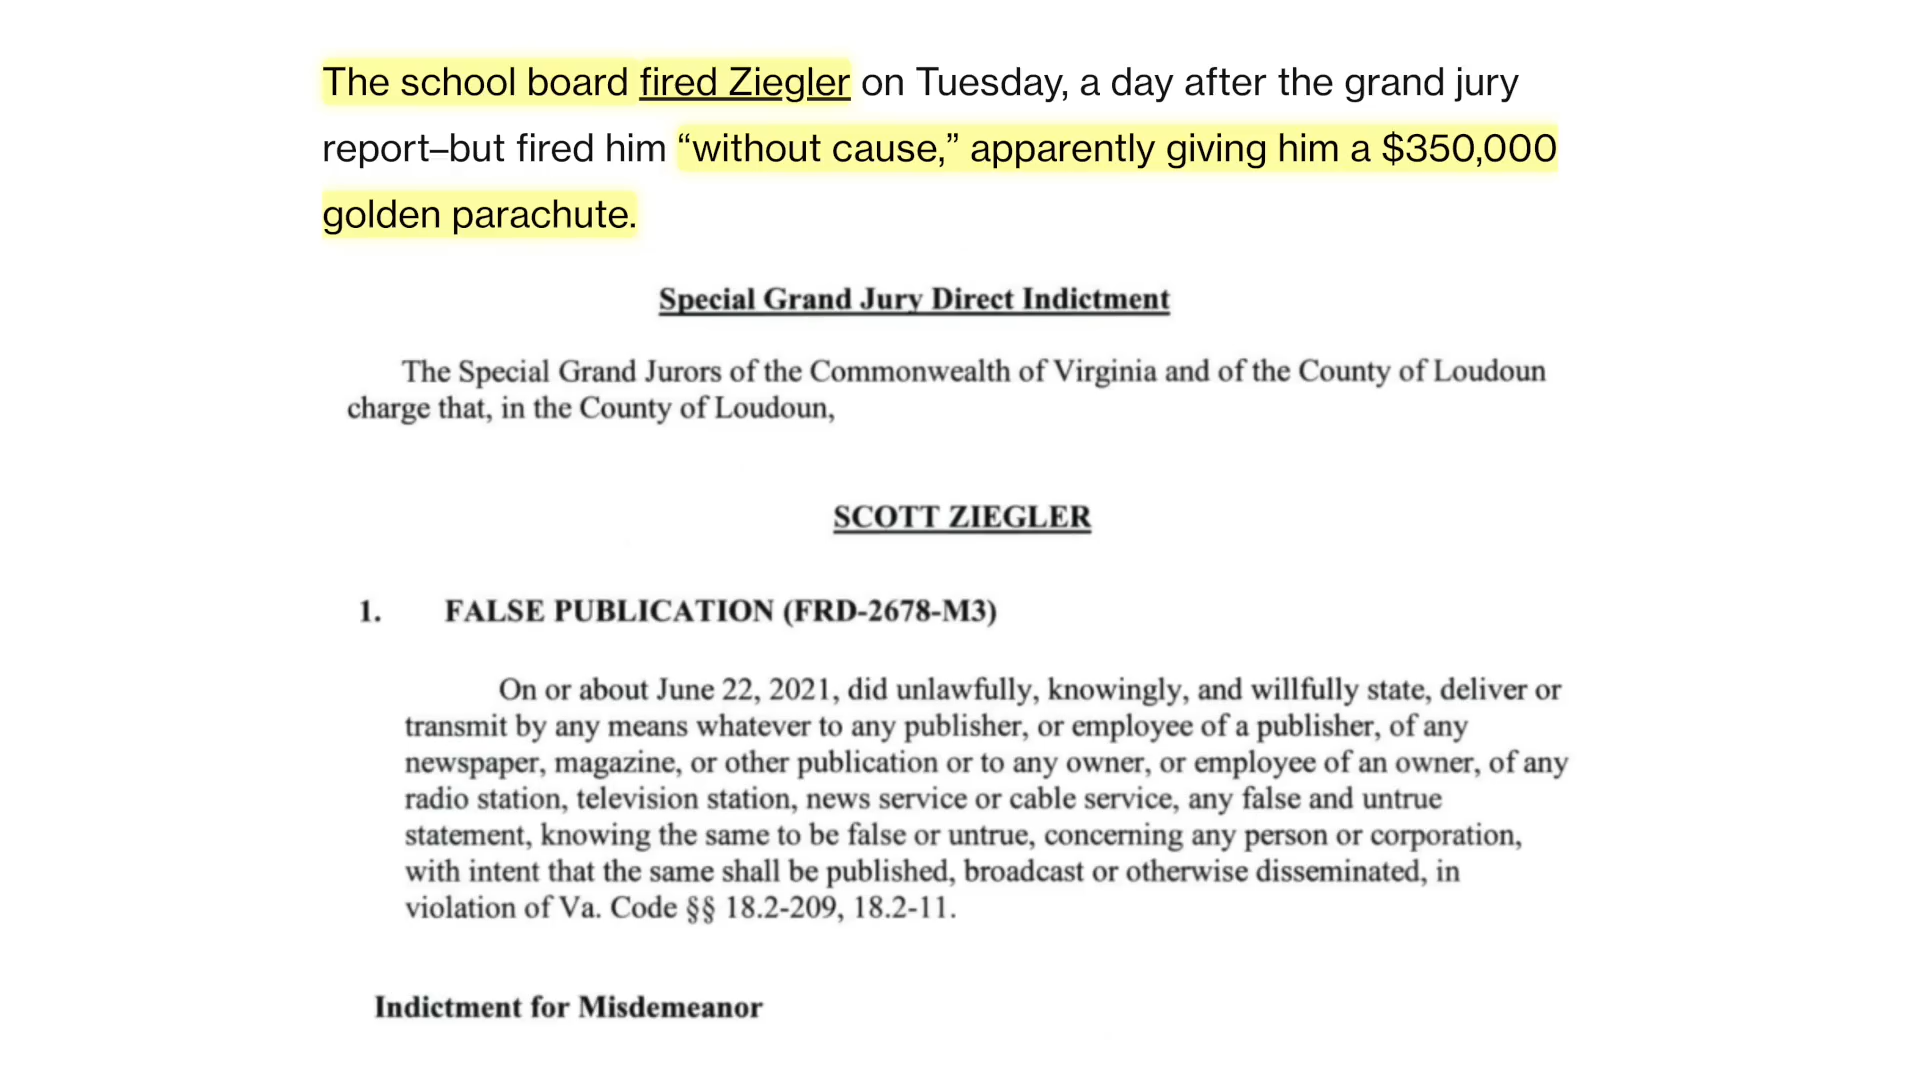 The school board fired Ziegler on Tuesday, a day after the grand jury
report–but fired him “without cause,” apparently giving him a $350,000
golden parachute.
Special Grand Jury Direct Indictment
The Special Grand Jurors of the Commonwealth of Virginia and of the County of Loudoun
charge that, in the County of Loudoun,
SCOTT ZIEGLER
1. FALSE PUBLICATION (FRD-2678-M3)
On or about June 22, 2021, did unlawfully, knowingly, and willfully state, deliver or
transmit by any means whatever to any publisher, or employee of a publisher, of any
newspaper, magazine, or other publication or to any owner, or employee of an owner, of any
radio station, television station, news service or cable service, any false and untrue
statement, knowing the same to be false or untrue, concerning any person or corporation,
with intent that the same shall be published, broadcast or otherwise disseminated, in
violation of Va. Code §§ 18.2-209, 18.2-11.
Indictment for Misdemeanor